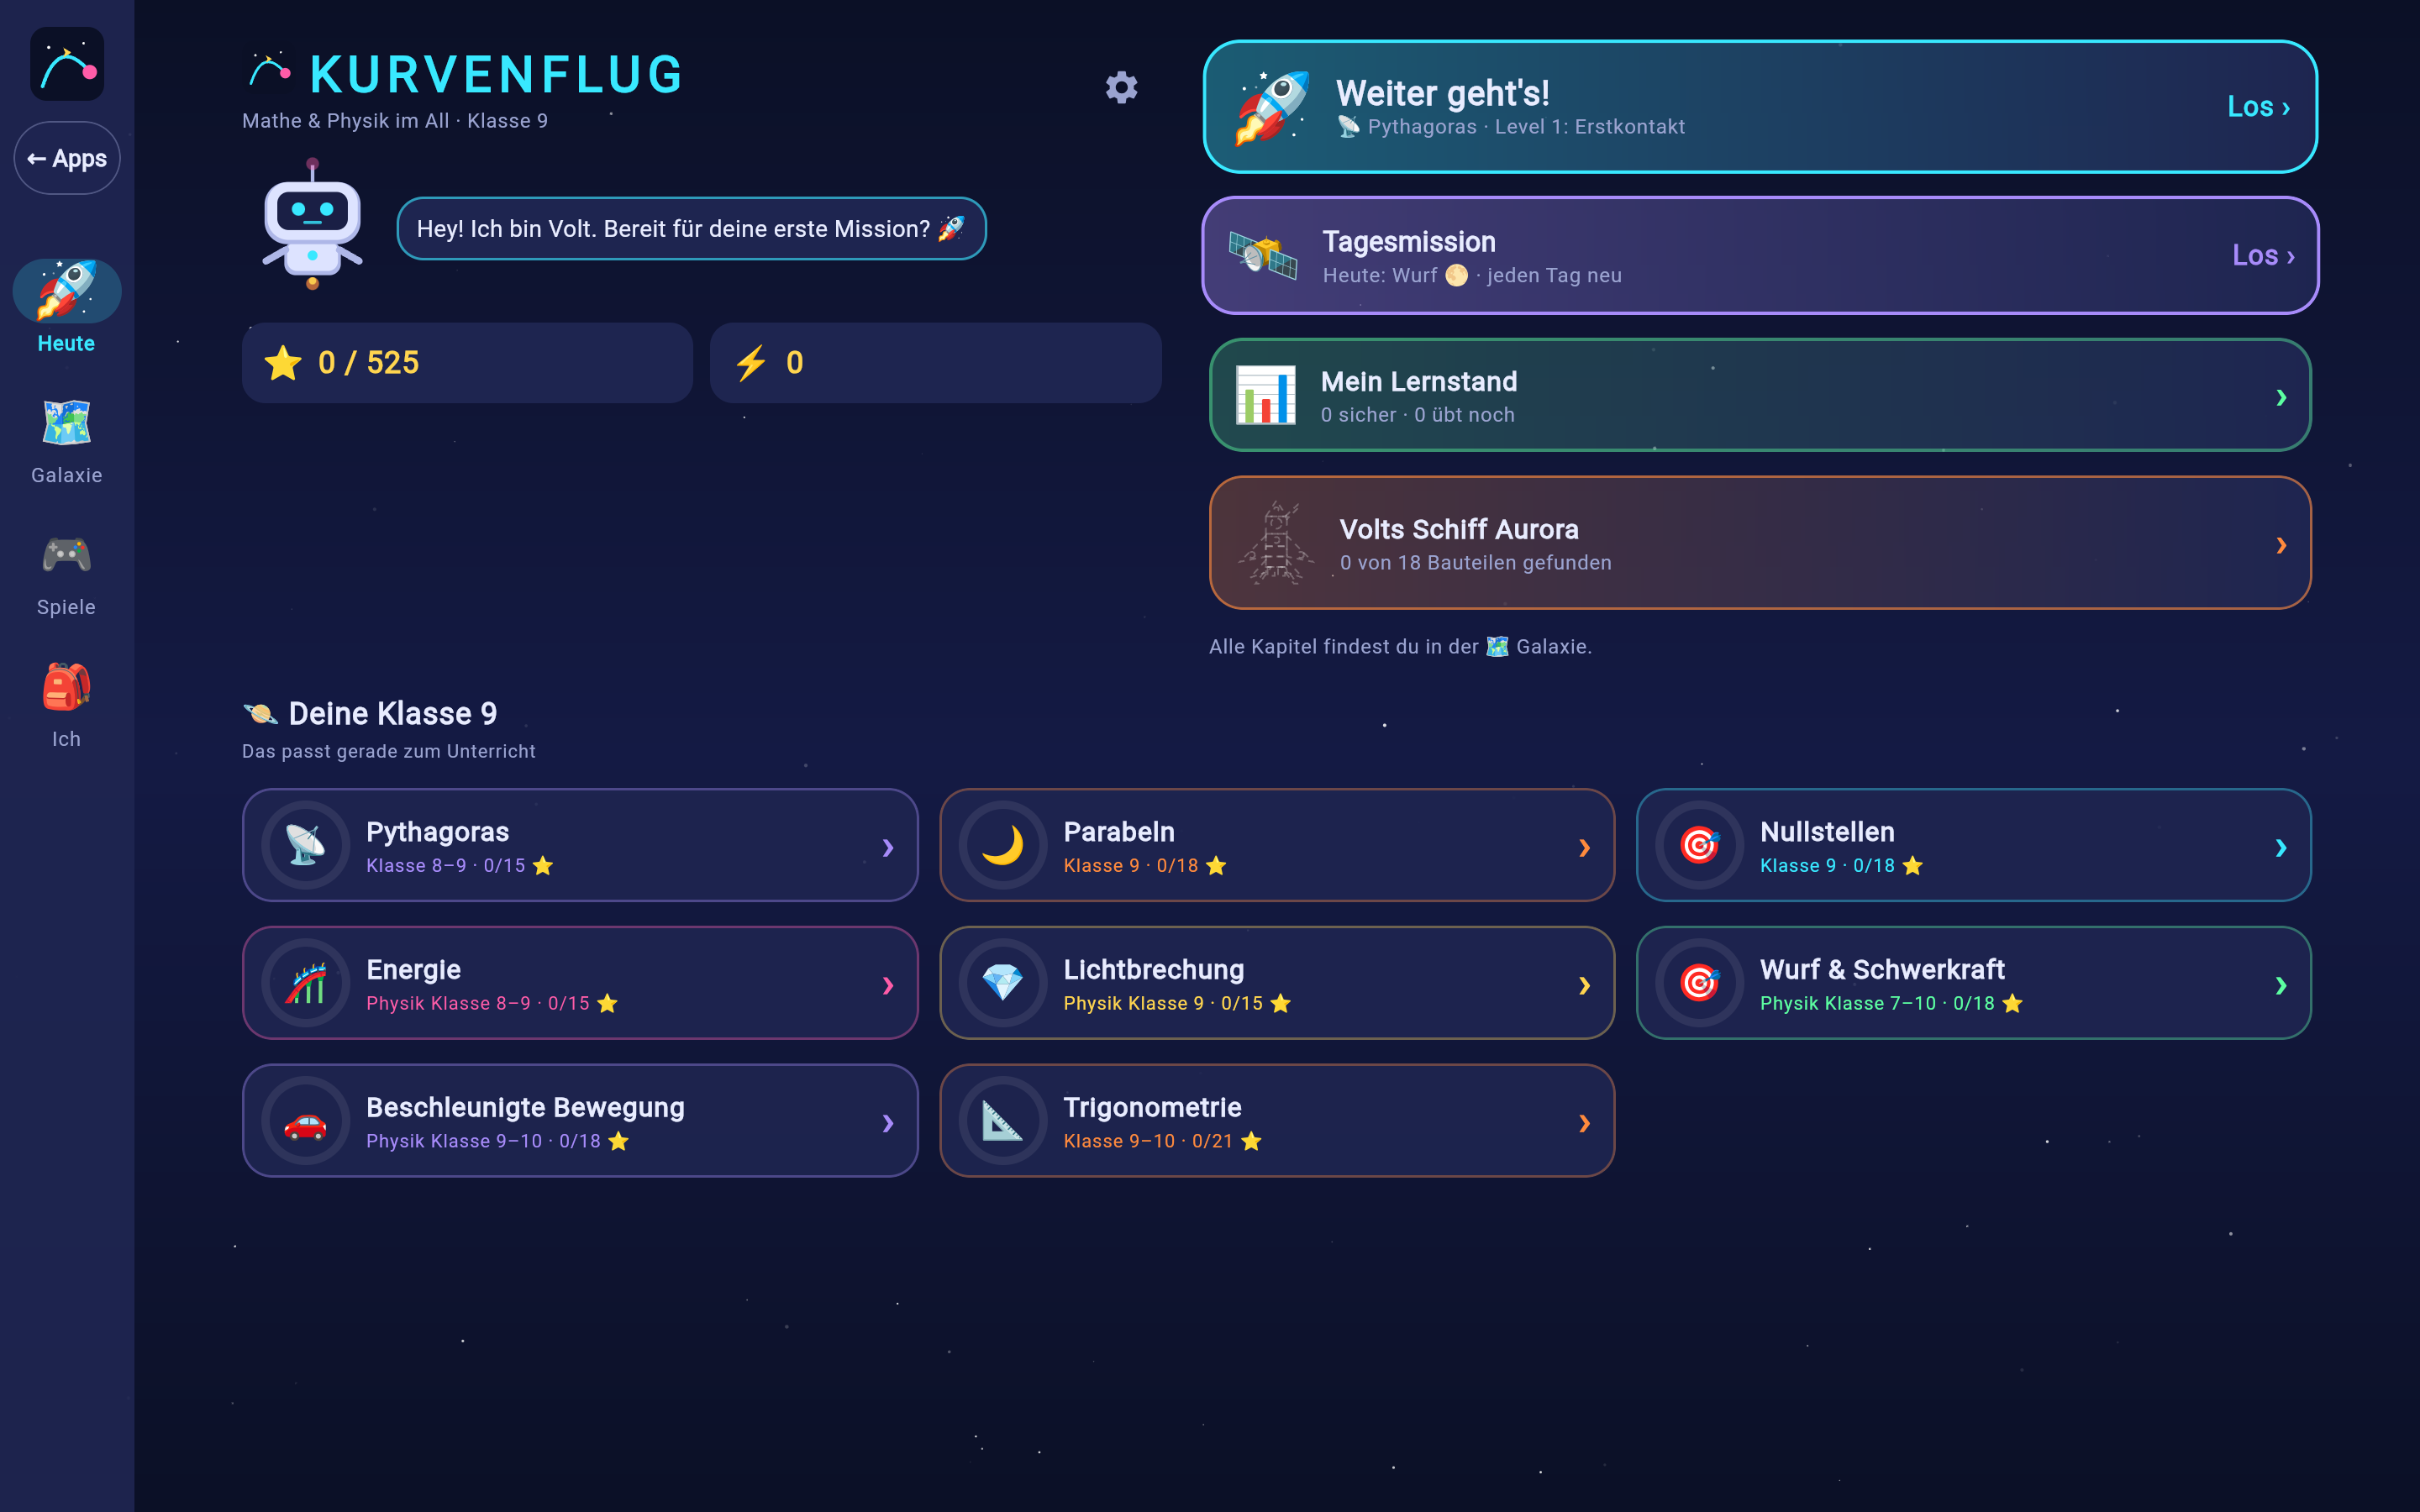 ← Apps
Heute
Galaxie
Spiele
Ich
KURVENFLUG
Mathe & Physik im All · Klasse 9
Hey! Ich bin Volt. Bereit für deine erste Mission? 🚀
⭐ 0 / 525
⚡ 0
Weiter geht's!
📡 Pythagoras · Level 1: Erstkontakt
Los ›
Tagesmission
Heute: Wurf 🌕 · jeden Tag neu
Los ›
Mein Lernstand
0 sicher · 0 übt noch
›
Volts Schiff Aurora
0 von 18 Bauteilen gefunden
›
Alle Kapitel findest du in der 🗺️ Galaxie.
🪐 Deine Klasse 9
Das passt gerade zum Unterricht
Pythagoras
Klasse 8–9 · 0/15 ⭐
›
Parabeln
Klasse 9 · 0/18 ⭐
›
Nullstellen
Klasse 9 · 0/18 ⭐
›
Energie
Physik Klasse 8–9 · 0/15 ⭐
›
Lichtbrechung
Physik Klasse 9 · 0/15 ⭐
›
Wurf & Schwerkraft
Physik Klasse 7–10 · 0/18 ⭐
›
Beschleunigte Bewegung
Physik Klasse 9–10 · 0/18 ⭐
›
Trigonometrie
Klasse 9–10 · 0/21 ⭐
›